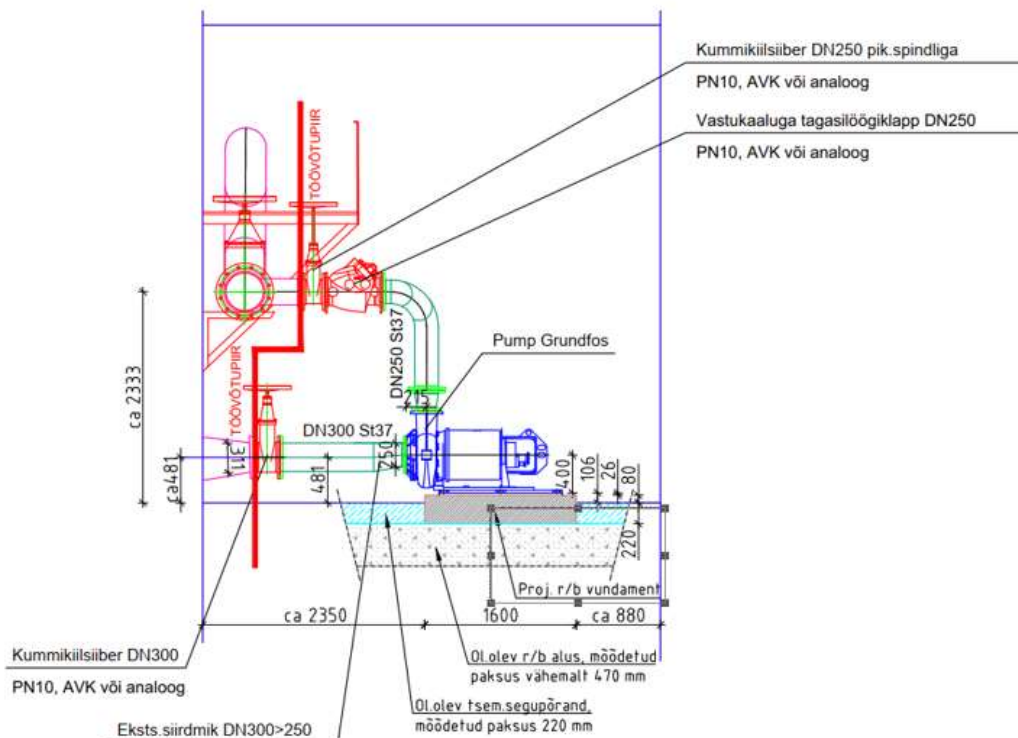 Kummikiilsiiber DN250 pik.spindliga
PN10, AVK või analoog
Vastukaaluga tagasilöögiklapp DN250
PN10, AVK või analoog
TÖÖVÕTUPIIR
Pump Grundfos
DN250 St37
215
ca 2333
TÖÖVÕTUPIIR
DN300 St37
250
311
ca481
481
400
106
26
80
220
Proj. r/b vundament
ca 2350
1600
ca 880
Kummikiilsiiber DN300
PN10, AVK või analoog
Ol.olev r/b alus, mõõdetud
paksus vähemalt 470 mm
Ol.olev tsem.segupõrand,
mõõdetud paksus 220 mm
Eksts.siirdmik DN300>250